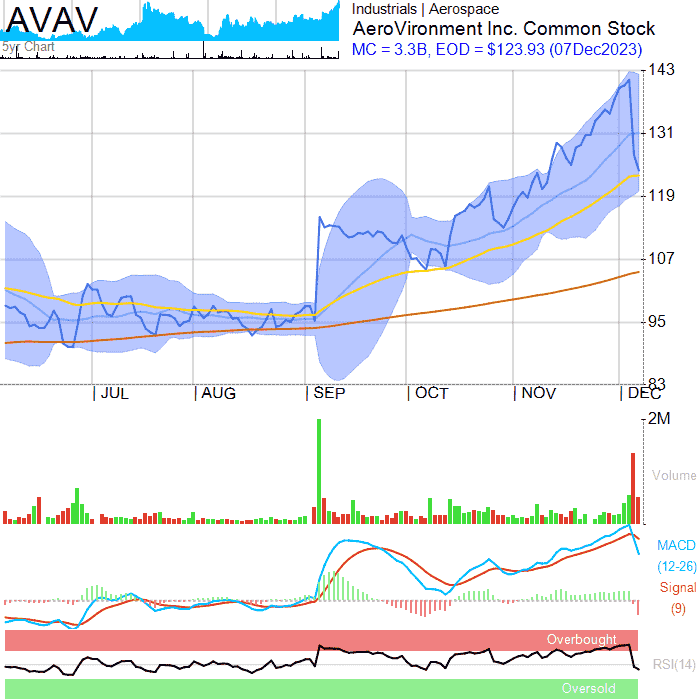 AVAV
5yr Chart
Industrials | Aerospace
AeroVironment Inc. Common Stock
MC = 3.3B, EOD = $123.93 (07Dec2023)
143
131
119
107
95
83
JUL AUG SEP OCT NOV DEC
2M
Volume
MACD
(12-26)
Signal
(9)
Overbought
RSI(14)
Oversold